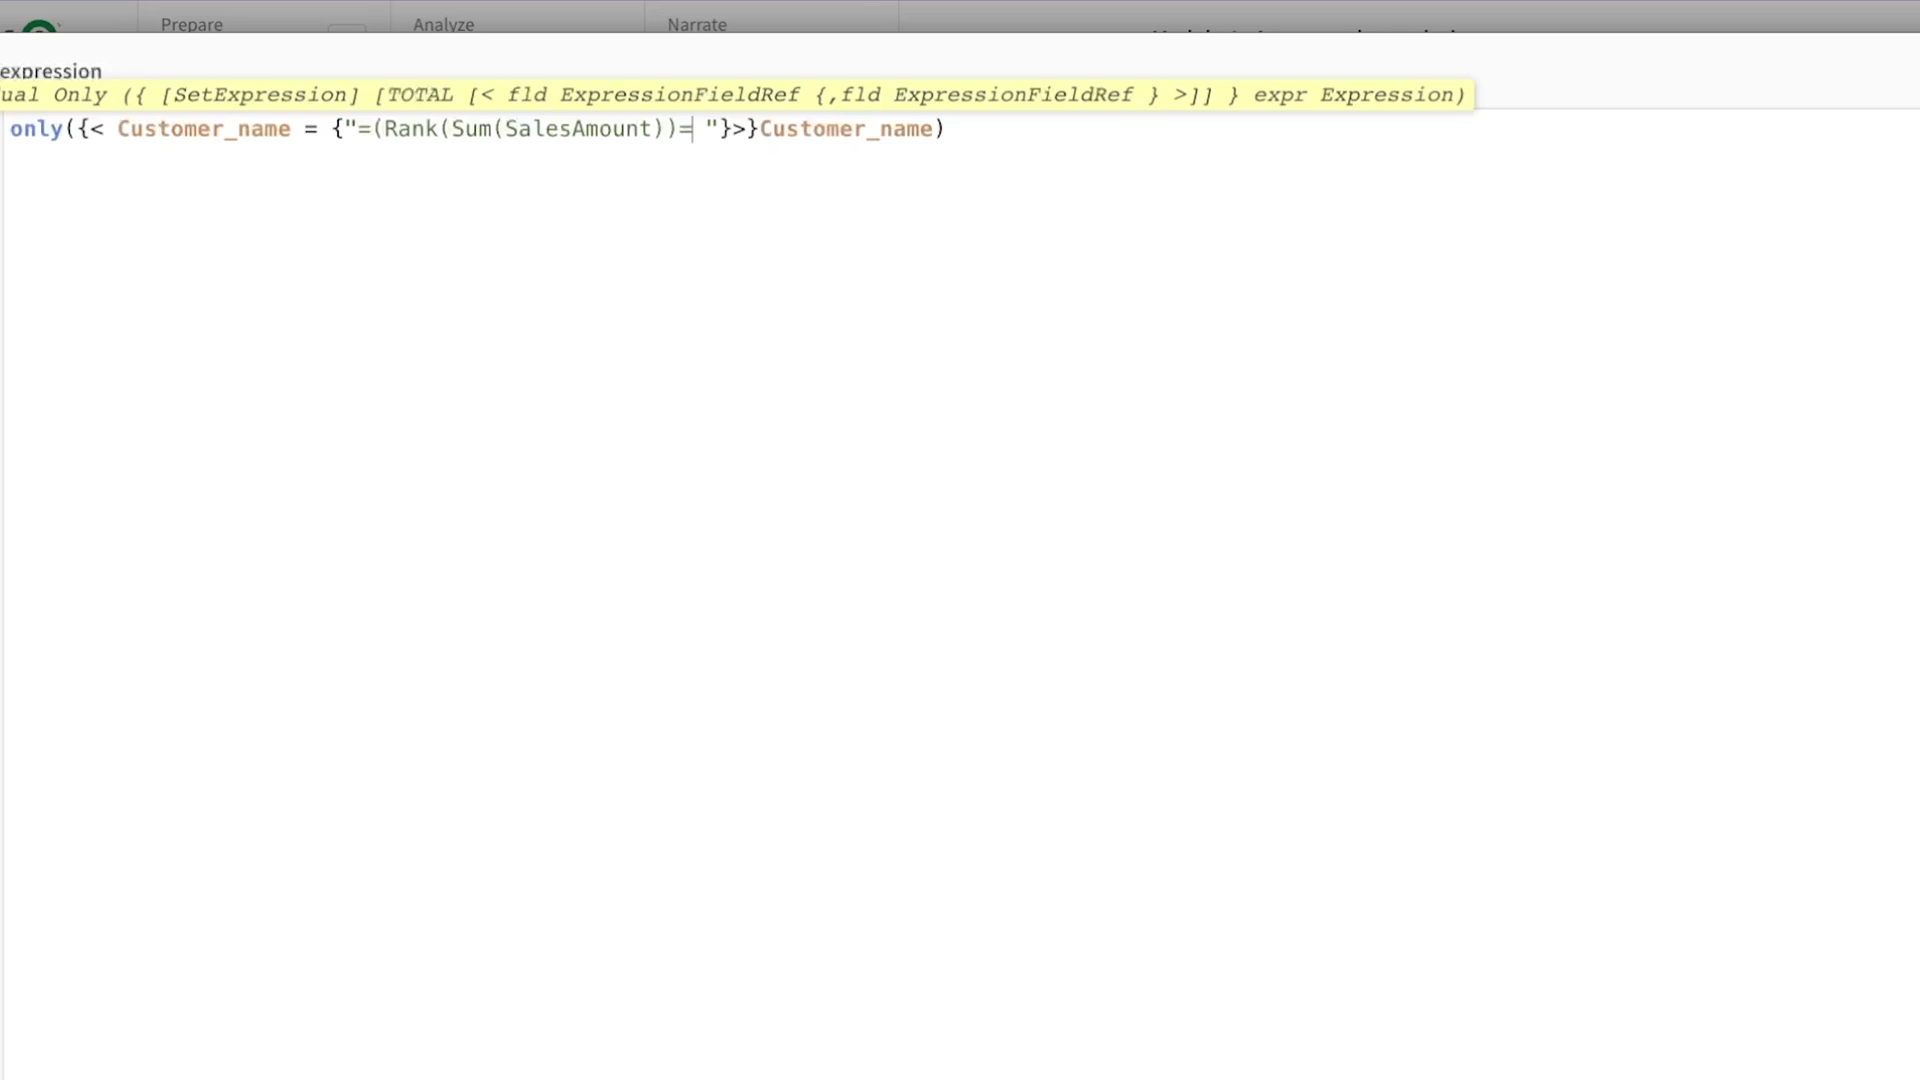 Prepare
Analyze
Narrate
expression
ual Only ({ [SetExpression] [TOTAL [< fld ExpressionFieldRef {,fld ExpressionFieldRef } >]] } expr Expression)
only({< Customer_name = {"=(Rank(Sum(SalesAmount))= "}>}Customer_name)